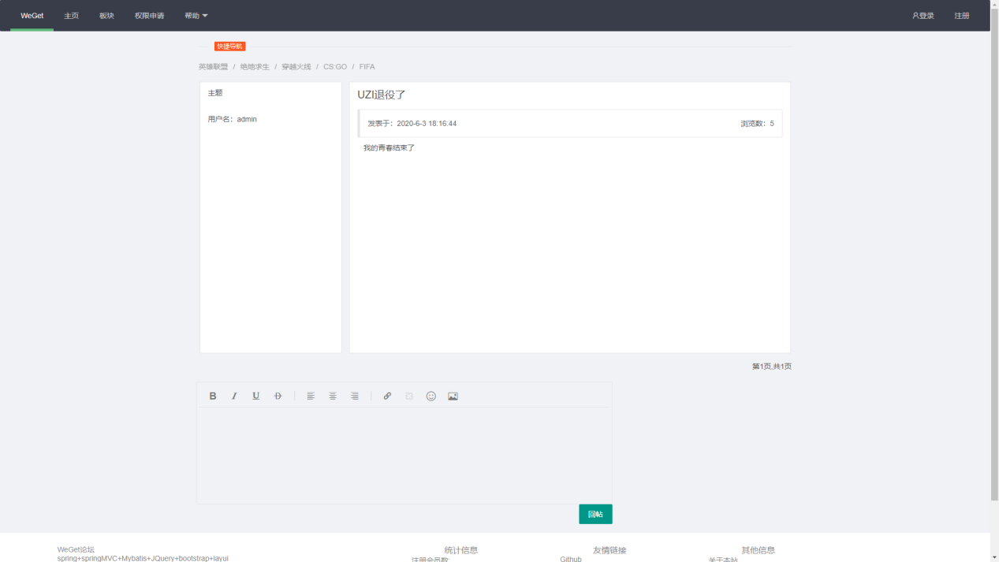 WeGet 主页 板块 权限申请 帮助 登录 注册
快捷导航
英雄联盟 / 绝地求生 / 穿越火线 / CS:GO / FIFA
主题
用户名：admin
UZI退役了
发表于：2020-6-3 18:16:44 浏览数：5
我的青春结束了
第1页,共1页
B I U D
回帖
WeGet论坛 统计信息 友情链接 其他信息
spring+springMVC+Mybatis+JQuery+bootstrap+layui 注册会员数: Github 关于本站